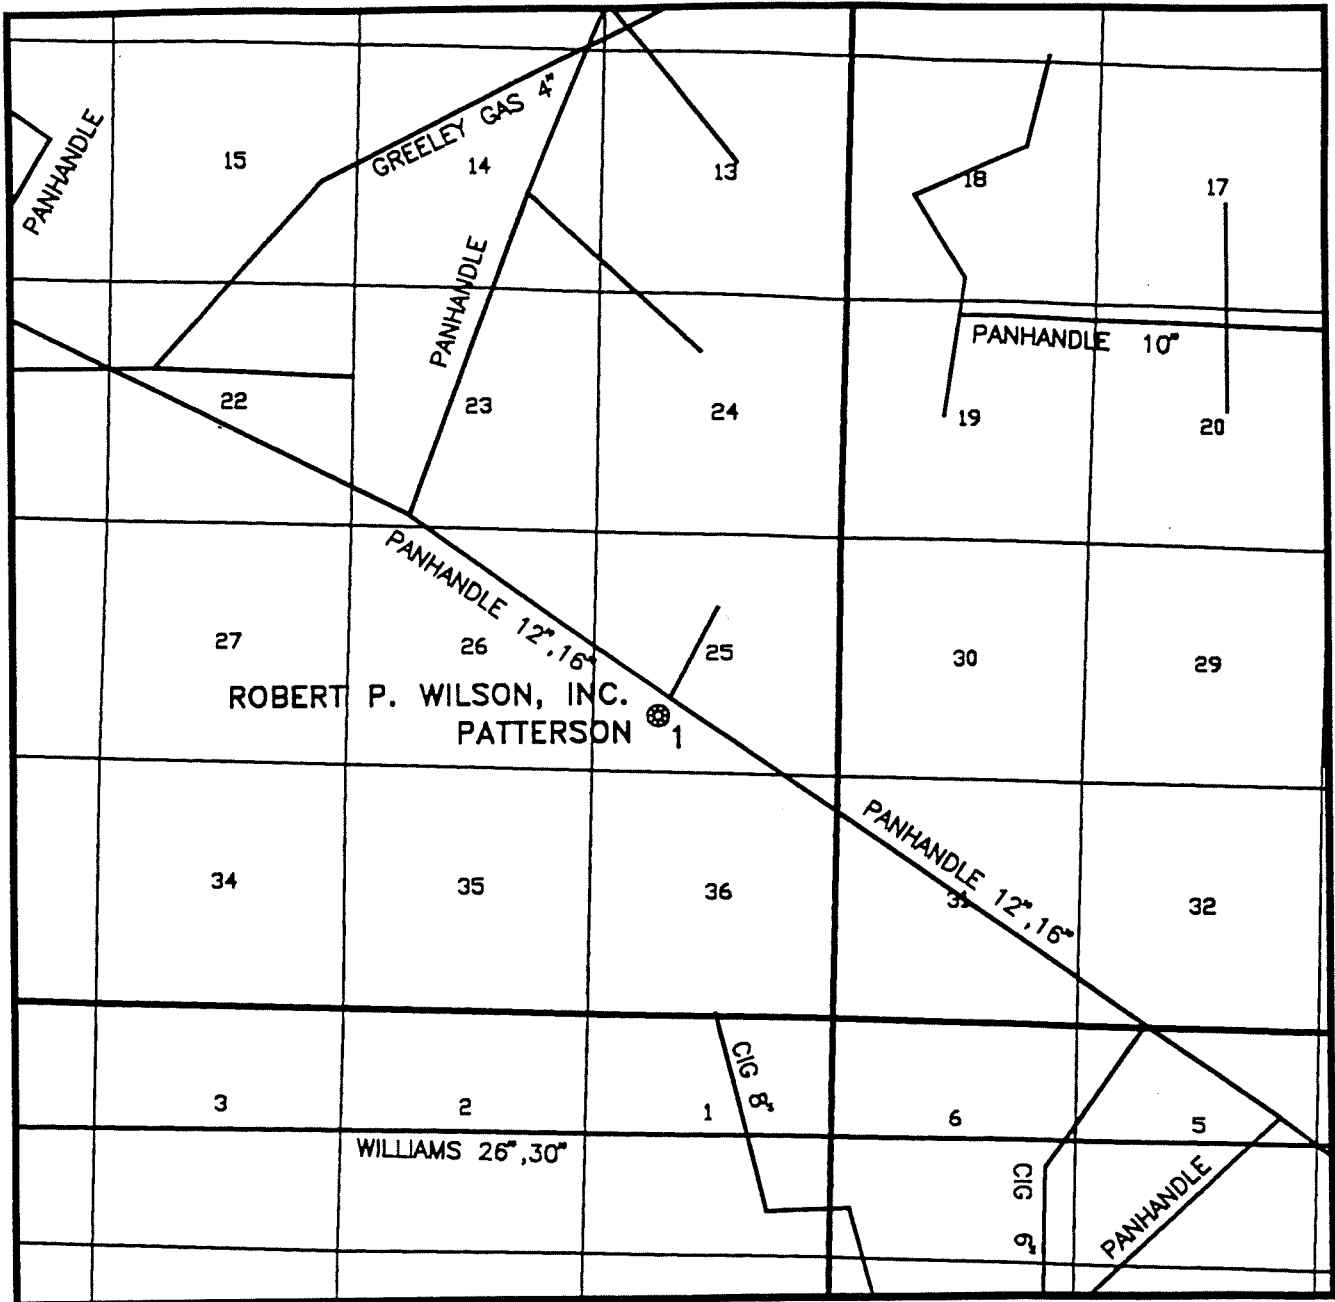 PANHANDLE
15
GREELEY GAS 4"
14
13
18
17
PANHANDLE
PANHANDLE 10"
22
23
24
19
20
PANHANDLE 12",16"
27
26
25
30
29
ROBERT P. WILSON, INC.
PATTERSON 1
PANHANDLE 12",16"
34
35
36
31
32
CIG 8"
3
2
1
6
5
WILLIAMS 26",30"
CIG 6"
PANHANDLE